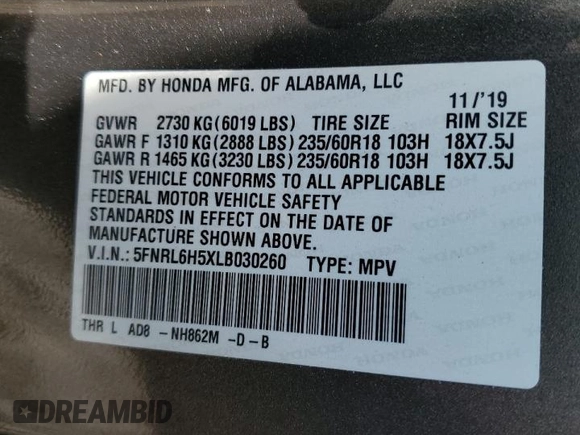 MFD. BY HONDA MFG. OF ALABAMA, LLC
11/'19
GVWR 2730 KG(6019 LBS) TIRE SIZE RIM SIZE
GAWR F 1310 KG(2888 LBS)235/60R18 103H 18X7.5J
GAWR R 1465 KG(3230 LBS)235/60R18 103H 18X7.5J
THIS VEHICLE CONFORMS TO ALL APPLICABLE
FEDERAL MOTOR VEHICLE SAFETY
STANDARDS IN EFFECT ON THE DATE OF
MANUFACTURE SHOWN ABOVE.
V.I.N.: 5FNRL6H5XLB030260 TYPE: MPV
THR L AD8 - NH862M - D - B
DREAMBID